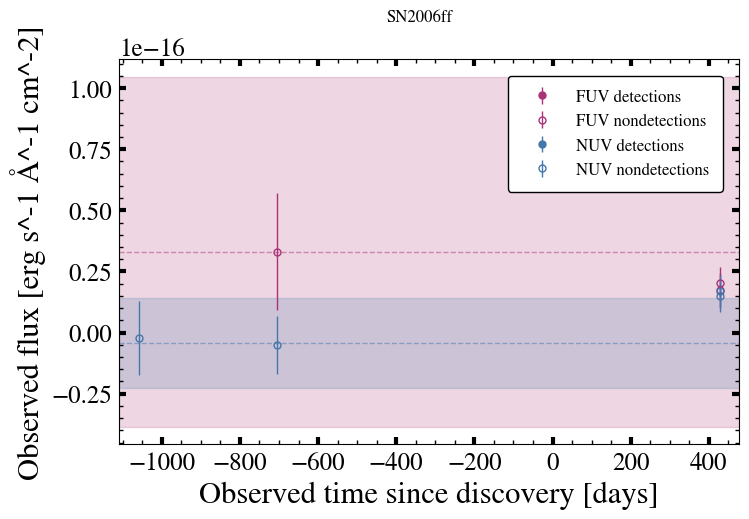 SN2006ff
1e−16
Observed flux [erg s^-1 Å^-1 cm^-2]
1.00
0.75
0.50
0.25
0.00
−0.25
FUV detections
FUV nondetections
NUV detections
NUV nondetections
−1000 −800 −600 −400 −200 0 200 400
Observed time since discovery [days]